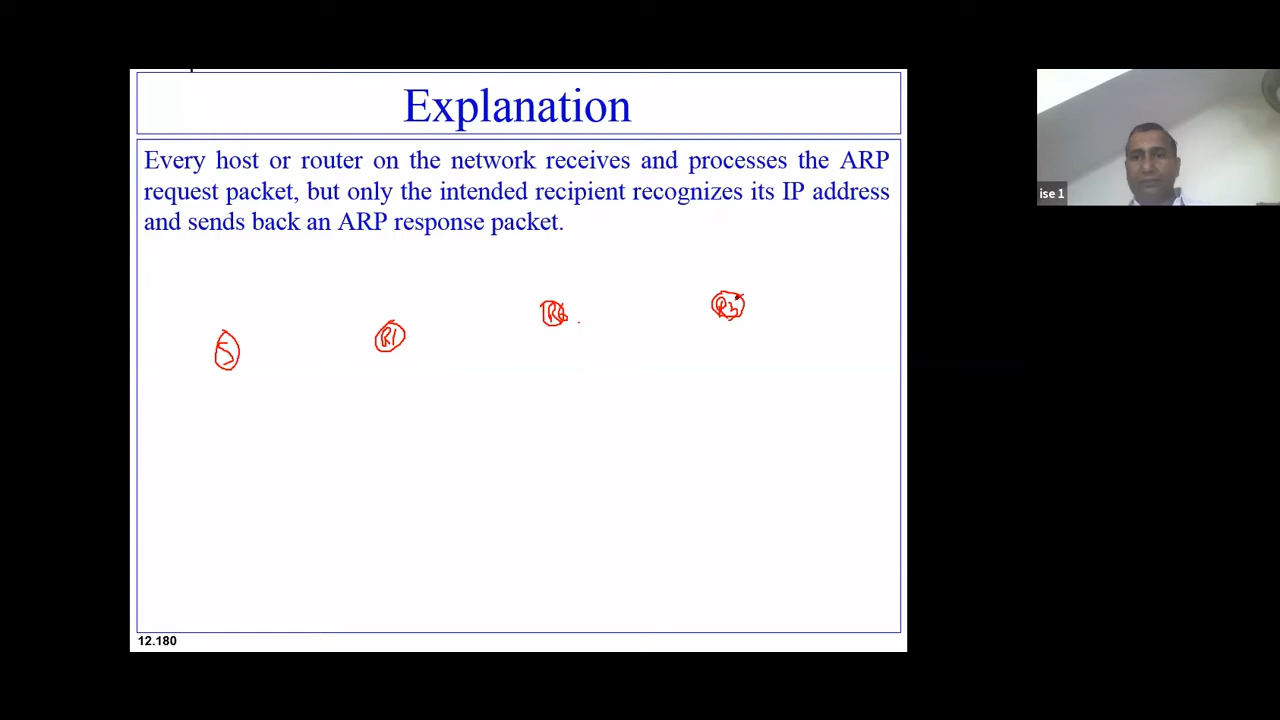 Explanation
Every host or router on the network receives and processes the ARP
request packet, but only the intended recipient recognizes its IP address
and sends back an ARP response packet.
S
R1
R3
12.180
ise 1